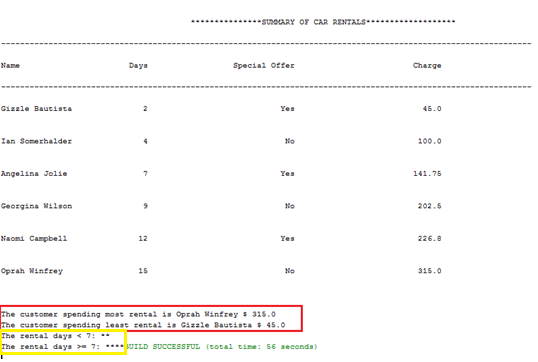 ***************SUMMARY OF CAR RENTALS*******************
--------------------------------------------------------------------------------------------------------------
Name Days Special Offer Charge
--------------------------------------------------------------------------------------------------------------
Gizzle Bautista 2 Yes 45.0
Ian Somerhalder 4 No 100.0
Angelina Jolie 7 Yes 141.75
Georgina Wilson 9 No 202.5
Naomi Campbell 12 Yes 226.8
Oprah Winfrey 15 No 315.0
The customer spending most rental is Oprah Winfrey $ 315.0
The customer spending least rental is Gizzle Bautista $ 45.0
The rental days < 7: **
The rental days >= 7: ****BUILD SUCCESSFUL (total time: 56 seconds)